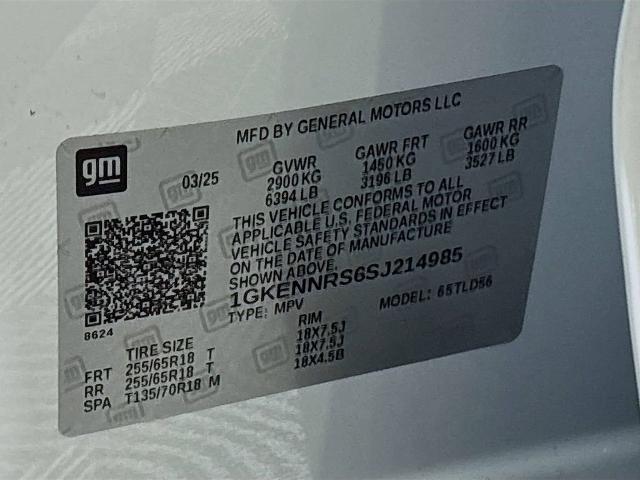 MFD BY GENERAL MOTORS LLC
gm
03/25
GVWR GAWR FRT GAWR RR
2900 KG 1450 KG 1600 KG
6394 LB 3196 LB 3527 LB
THIS VEHICLE CONFORMS TO ALL
APPLICABLE U.S. FEDERAL MOTOR
VEHICLE SAFETY STANDARDS IN EFFECT
ON THE DATE OF MANUFACTURE
SHOWN ABOVE.
1GKENNRS6SJ214985
TYPE: MPV MODEL: 65TLD56
8624
TIRE SIZE RIM
FRT 255/65R18 T 18X7.5J
RR 255/65R18 T 18X7.5J
SPA T135/70R18 M 18X4.5B